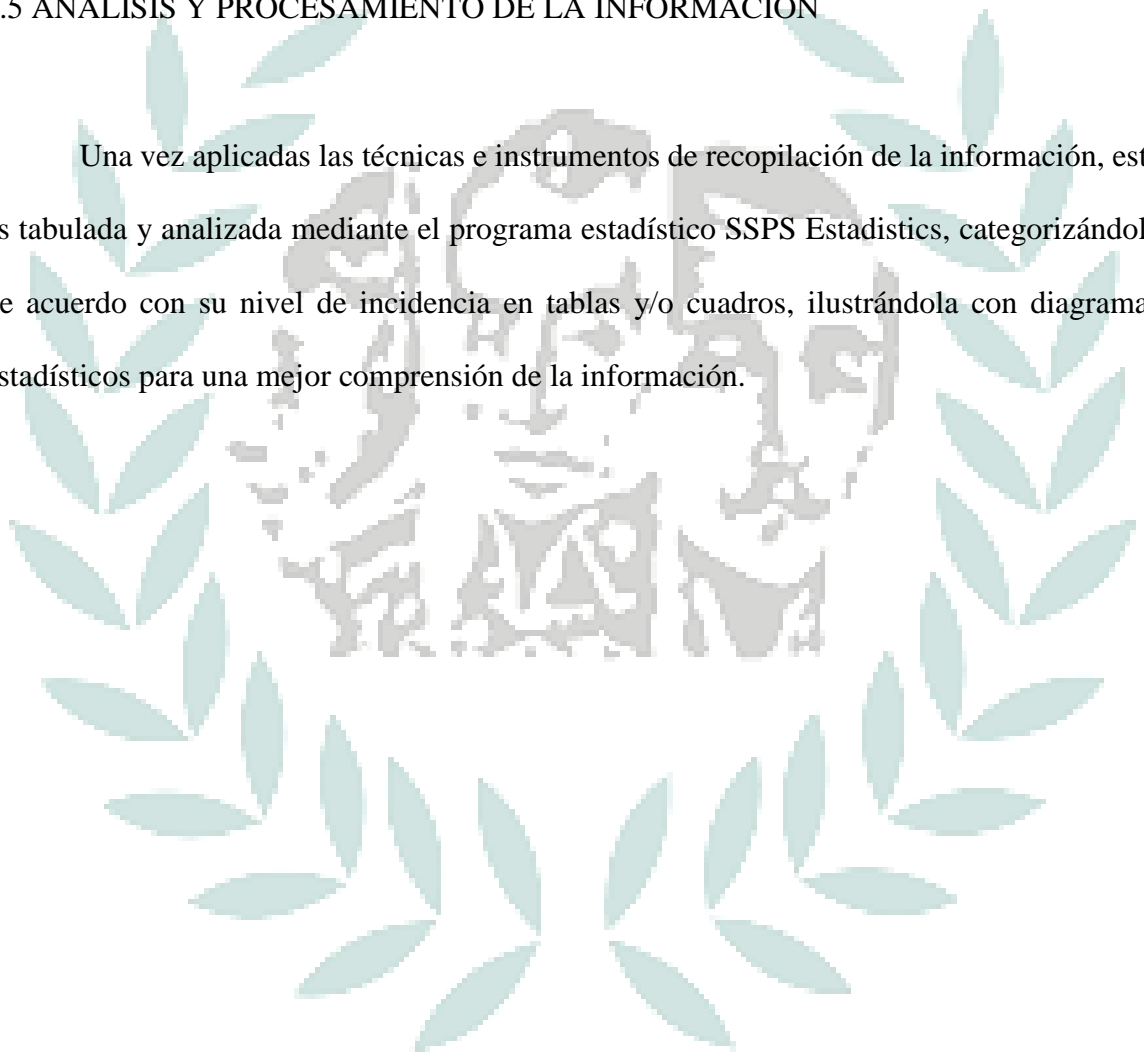 .5 ANÁLISIS Y PROCESAMIENTO DE LA INFORMACIÓN
Una vez aplicadas las técnicas e instrumentos de recopilación de la información, est
s tabulada y analizada mediante el programa estadístico SSPS Estadistics, categorizándol
e acuerdo con su nivel de incidencia en tablas y/o cuadros, ilustrándola con diagrama
stadísticos para una mejor comprensión de la información.